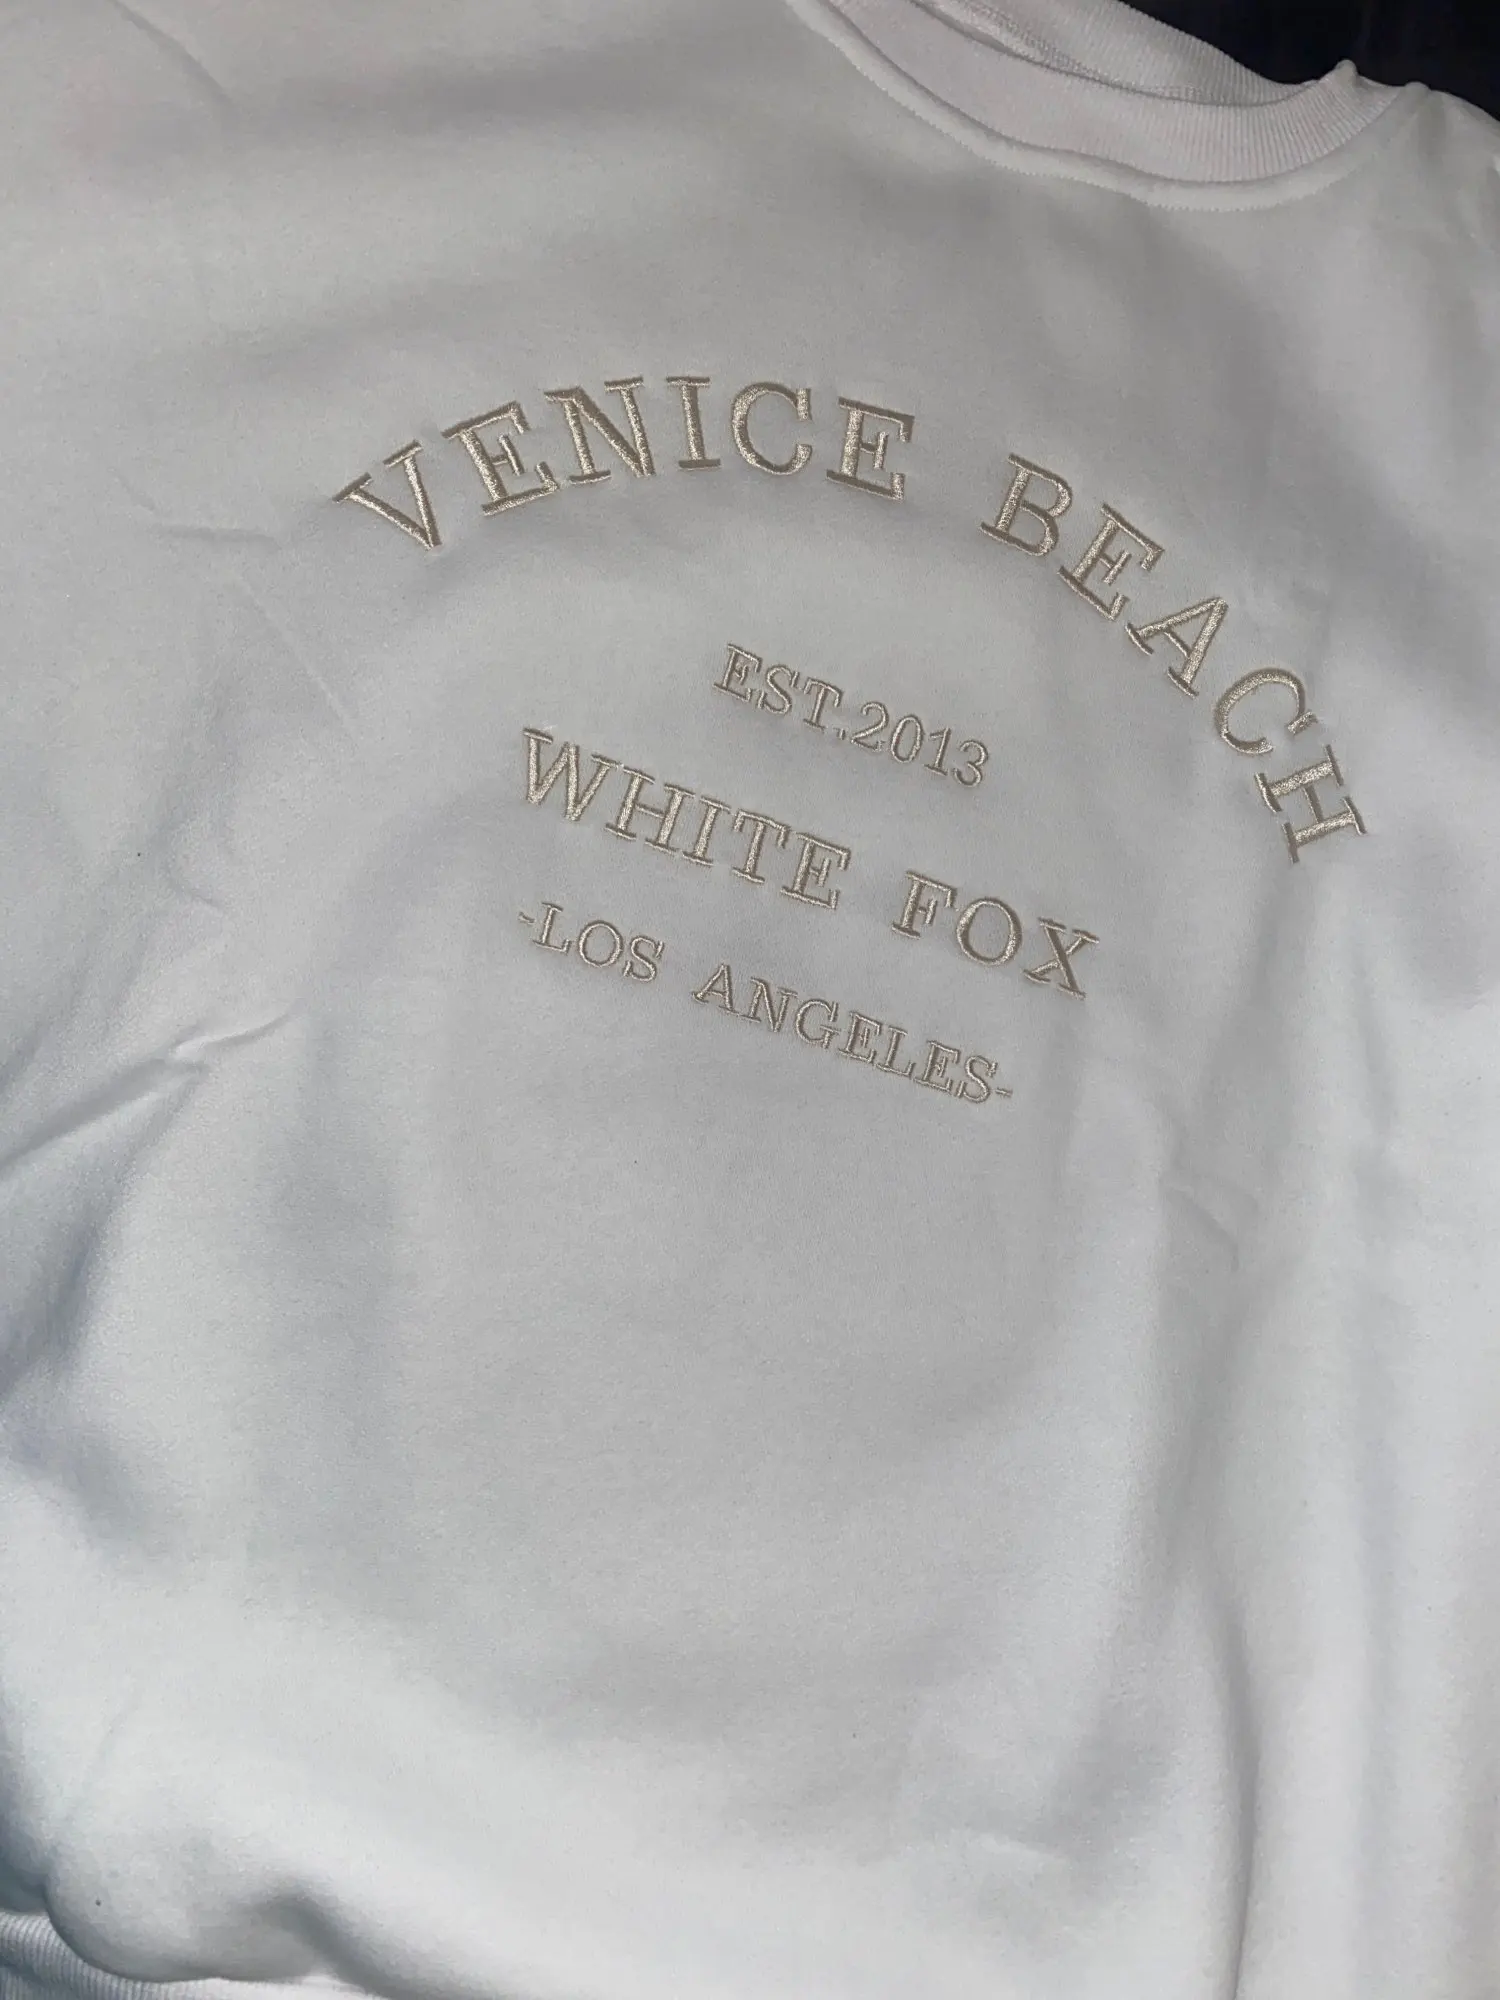 VENICE BEACH
EST.2013
WHITE FOX
-LOS ANGELES-